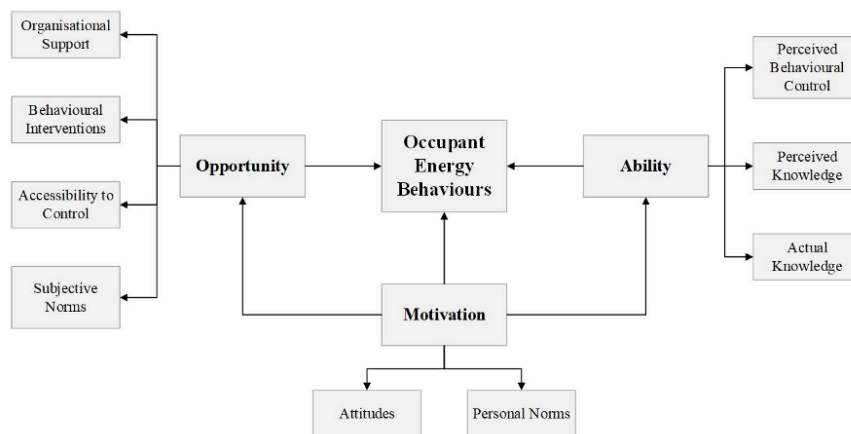 Organisational
Support
Behavioural
Interventions
Accessibility to
Control
Subjective
Norms
Opportunity
Occupant
Energy
Behaviours
Ability
Perceived
Behavioural
Control
Perceived
Knowledge
Actual
Knowledge
Motivation
Attitudes
Personal Norms